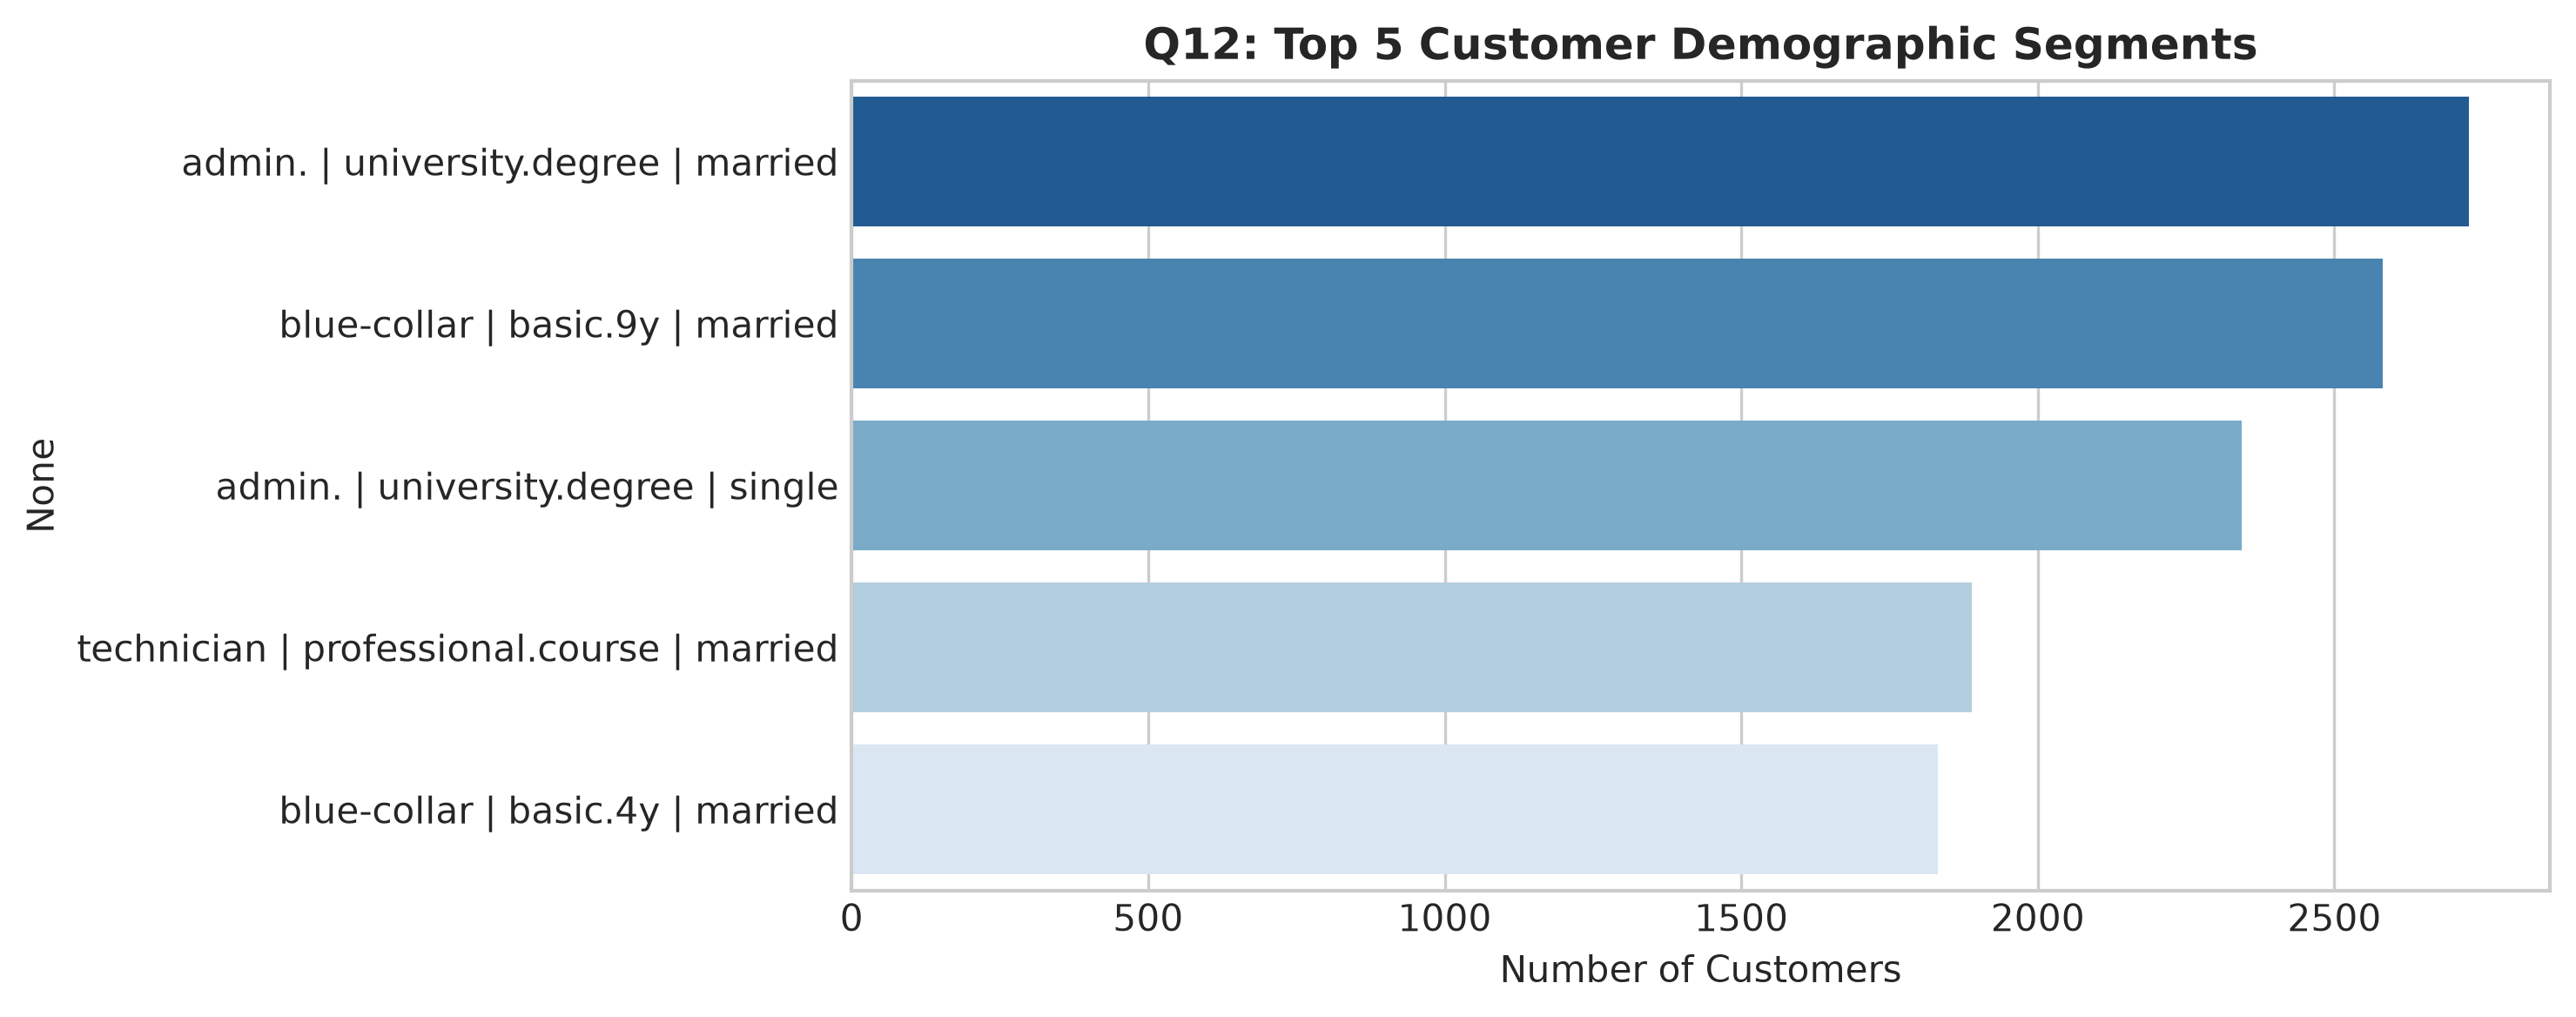 Q12: Top 5 Customer Demographic Segments
None
admin. | university.degree | married
blue-collar | basic.9y | married
admin. | university.degree | single
technician | professional.course | married
blue-collar | basic.4y | married
0 500 1000 1500 2000 2500
Number of Customers